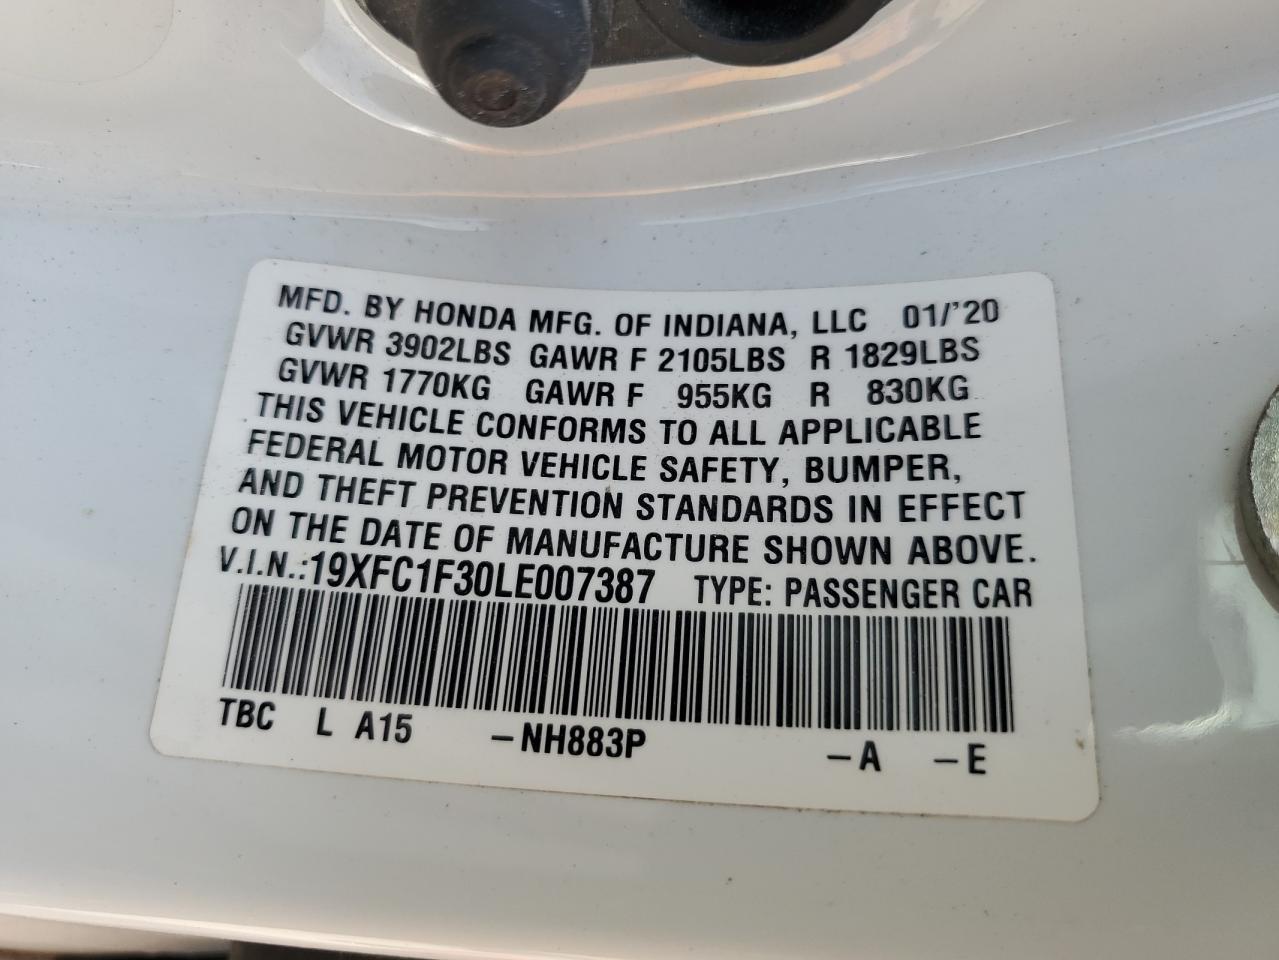 MFD. BY HONDA MFG. OF INDIANA, LLC 01/'20
GVWR 3902LBS GAWR F 2105LBS R 1829LBS
GVWR 1770KG GAWR F 955KG R 830KG
THIS VEHICLE CONFORMS TO ALL APPLICABLE
FEDERAL MOTOR VEHICLE SAFETY, BUMPER,
AND THEFT PREVENTION STANDARDS IN EFFECT
ON THE DATE OF MANUFACTURE SHOWN ABOVE.
V.I.N.:19XFC1F30LE007387 TYPE: PASSENGER CAR
TBC L A15 -NH883P -A -E